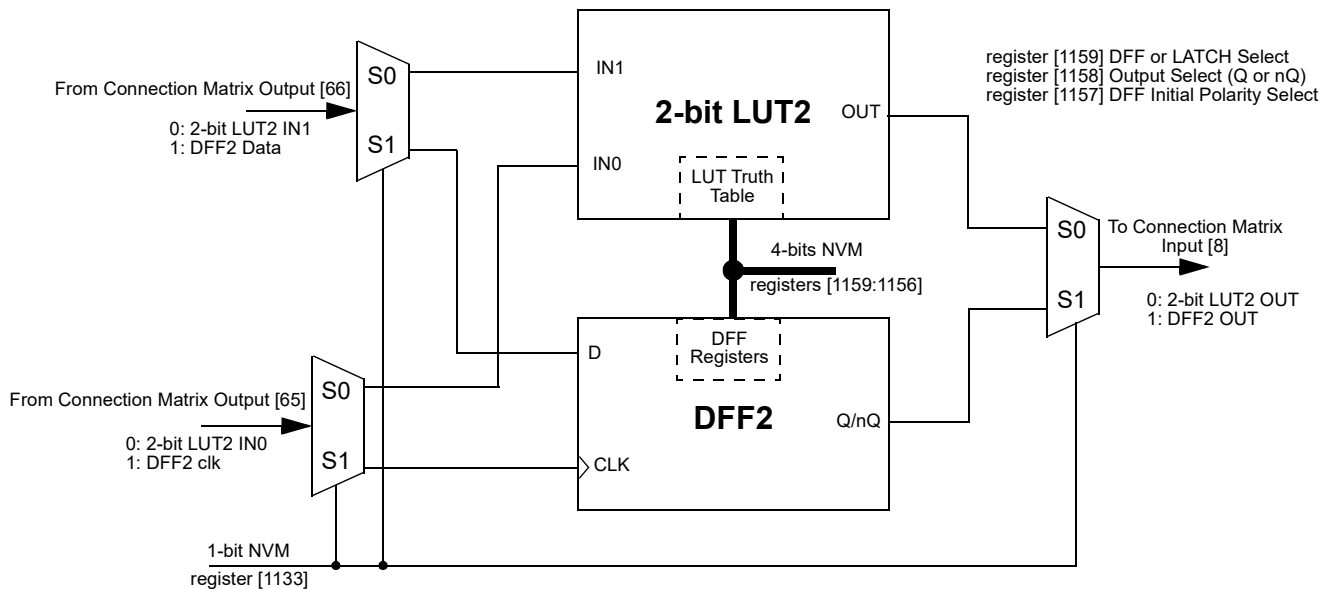 register [1159] DFF or LATCH Select
register [1158] Output Select (Q or nQ)
register [1157] DFF Initial Polarity Select
From Connection Matrix Output [66]
0: 2-bit LUT2 IN1
1: DFF2 Data
S0
S1
IN1
2-bit LUT2
OUT
IN0
LUT Truth
Table
4-bits NVM
registers [1159:1156]
S0
S1
To Connection Matrix
Input [8]
0: 2-bit LUT2 OUT
1: DFF2 OUT
From Connection Matrix Output [65]
0: 2-bit LUT2 IN0
1: DFF2 clk
S0
S1
D
DFF
Registers
DFF2
Q/nQ
CLK
1-bit NVM
register [1133]